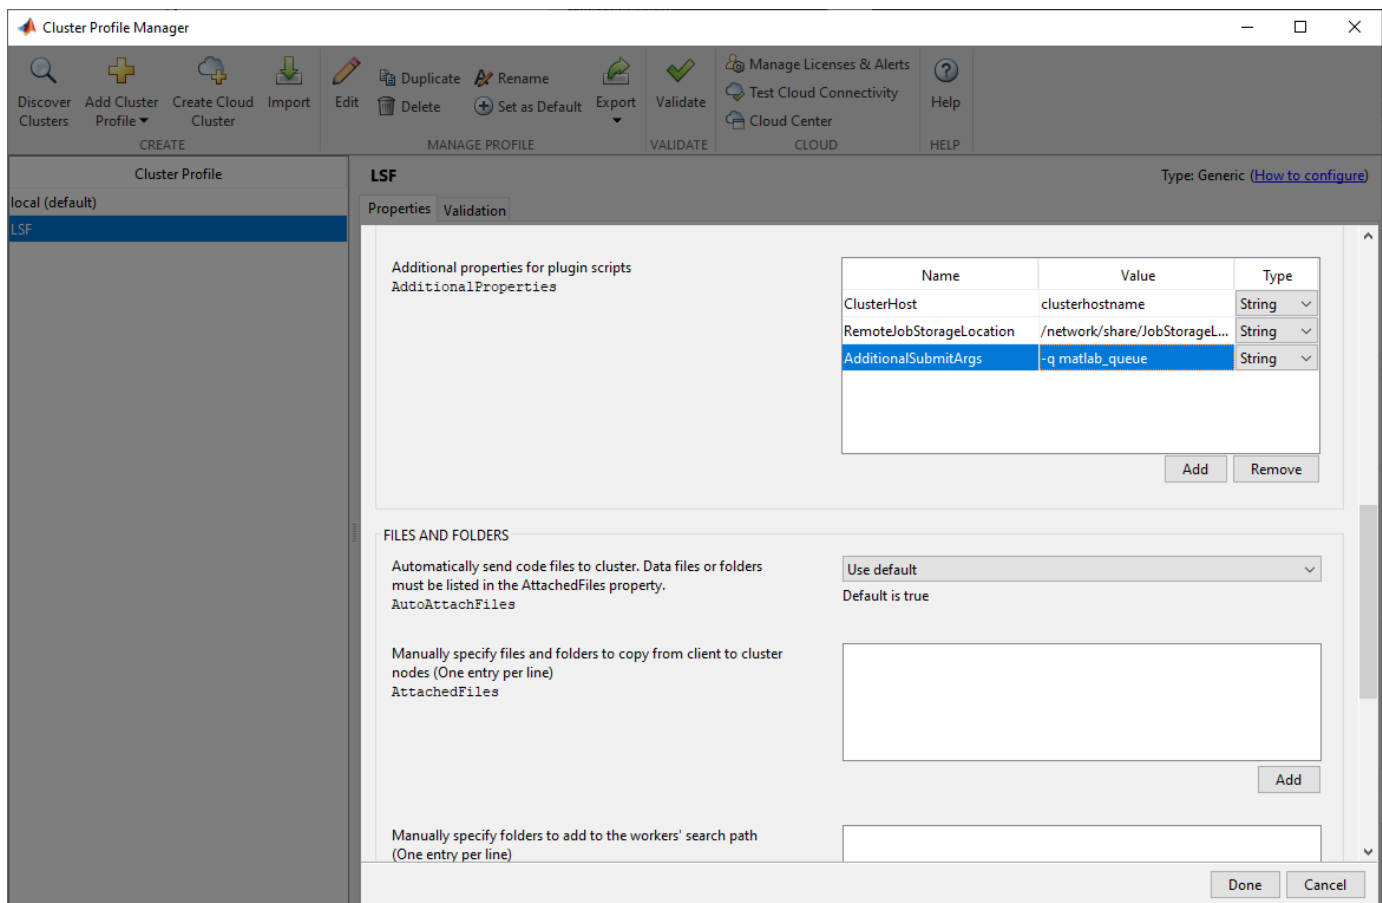 Cluster Profile Manager
Discover Clusters
Add Cluster Profile
Create Cloud Cluster
Import
CREATE
Edit
Duplicate
Delete
Rename
Set as Default
Export
MANAGE PROFILE
Validate
VALIDATE
Manage Licenses & Alerts
Test Cloud Connectivity
Cloud Center
CLOUD
Help
HELP
Cluster Profile
local (default)
LSF
LSF
Type: Generic (How to configure)
Properties Validation
Additional properties for plugin scripts
AdditionalProperties
Name Value Type
ClusterHost clusterhostname String
RemoteJobStorageLocation /network/share/JobStorageL... String
AdditionalSubmitArgs -q matlab_queue String
Add Remove
FILES AND FOLDERS
Automatically send code files to cluster. Data files or folders
must be listed in the AttachedFiles property.
AutoAttachFiles
Use default
Default is true
Manually specify files and folders to copy from client to cluster
nodes (One entry per line)
AttachedFiles
Add
Manually specify folders to add to the workers' search path
(One entry per line)
Done Cancel